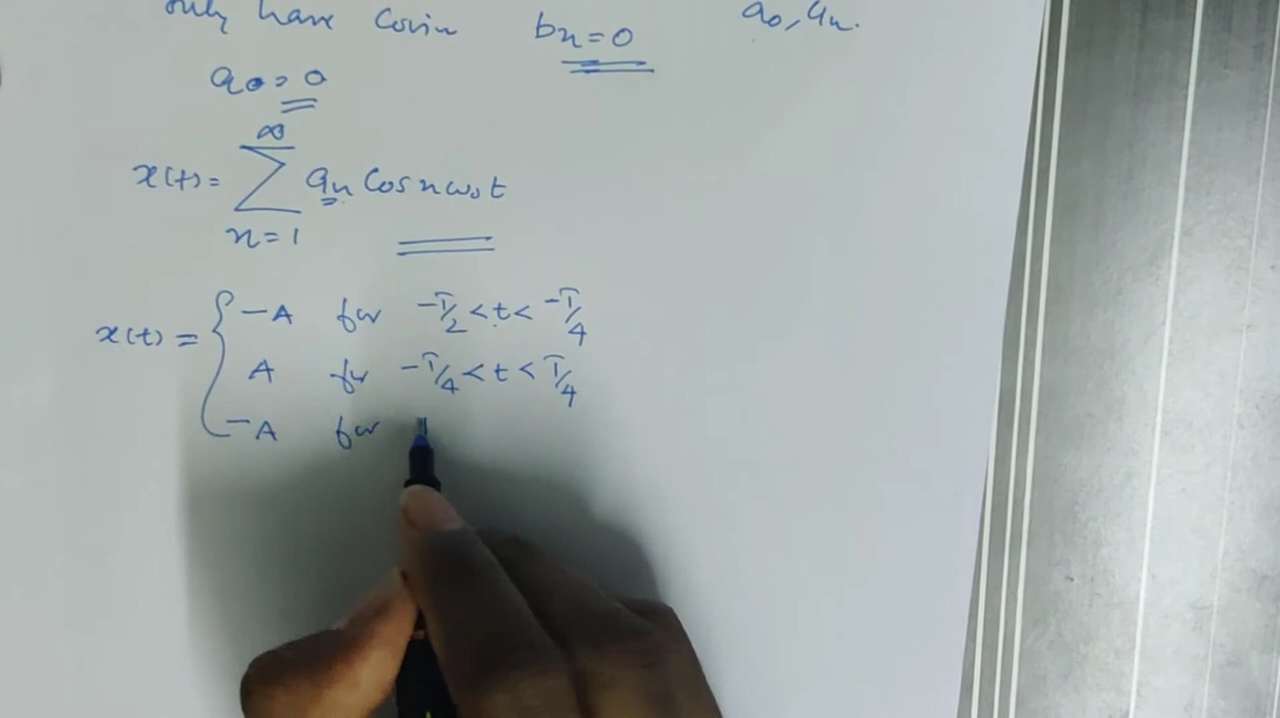 only have Cosin bn=0 a0, an.
a0=0
x(t)= ∞ Σ n=1 an Cos nω0t
x(t) = { -A for -T/2 < t < -T/4
A for -T/4 < t < T/4
-A for